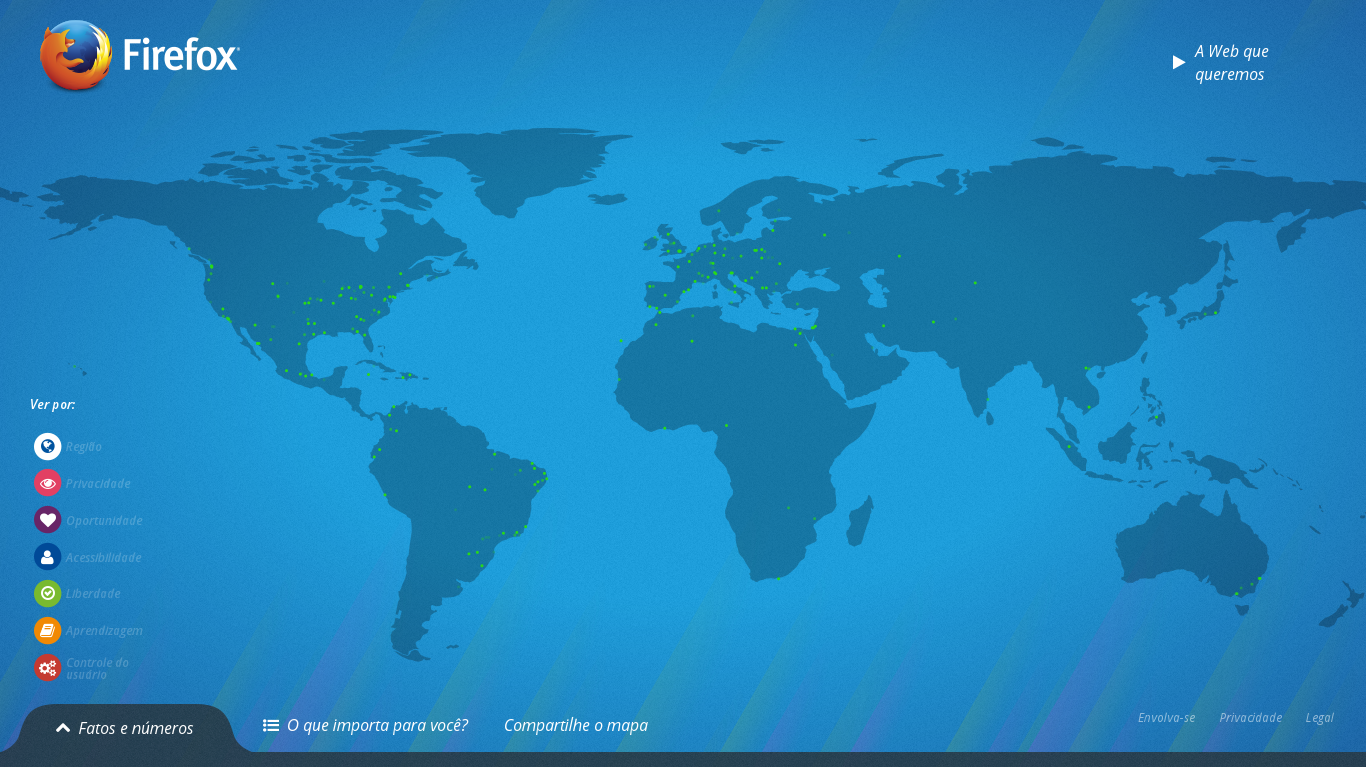 Firefox
A Web que
queremos
Ver por:
Região
Privacidade
Oportunidade
Acessibilidade
Liberdade
Aprendizagem
Controle do
usuário
Fatos e números
O que importa para você?
Compartilhe o mapa
Envolva-se
Privacidade
Legal